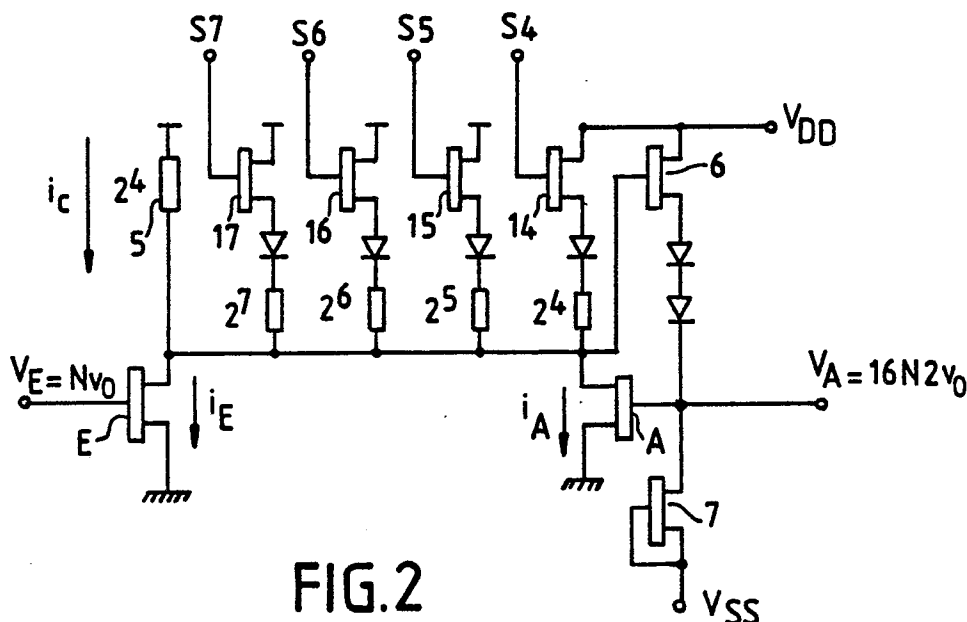 S7 S6 S5 S4
V_DD
i_c 2^4 5 17 16 15 14 6
2^7 2^6 2^5 2^4
V_E=Nv_0 E i_E i_A A V_A=16N2v_0
7
FIG.2 V_SS